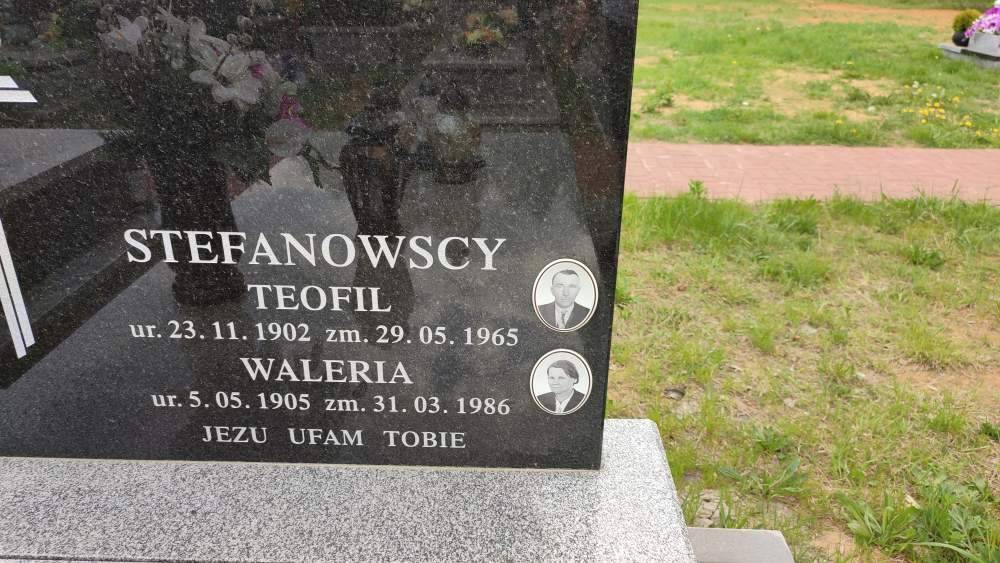 STEFANOWSCY
TEOFIL
ur. 23. 11. 1902 zm. 29. 05. 1965
WALERIA
ur. 5. 05. 1905 zm. 31. 03. 1986
JEZU UFAM TOBIE